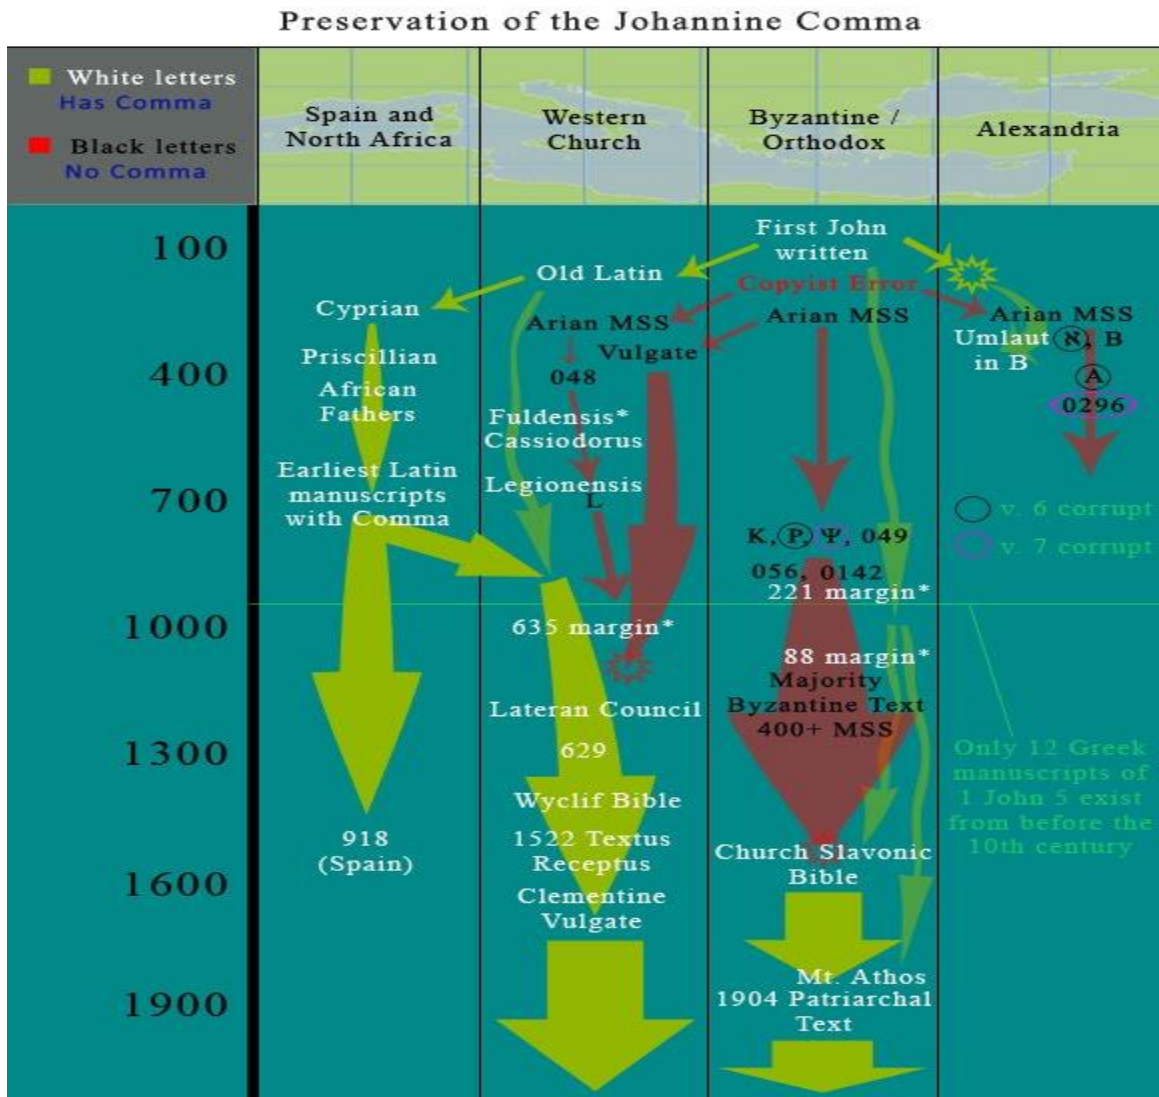 Preservation of the Johannine Comma
White letters
Has Comma
Black letters
No Comma
Spain and
North Africa
Western
Church
Byzantine /
Orthodox
Alexandria
100
400
700
1000
1300
1600
1900
Cyprian
Priscillian
African
Fathers
Earliest Latin
manuscripts
with Comma
918
(Spain)
Old Latin
Arian MSS
Vulgate
048
Fuldensis*
Cassiodorus
Legionensis
L
635 margin*
Lateran Council
629
Wyclif Bible
1522 Textus
Receptus
Clementine
Vulgate
First John
written
Copyist Error
Arian MSS
K, P, Ψ, 049
056, 0142
221 margin*
88 margin*
Majority
Byzantine Text
400+ MSS
Church Slavonic
Bible
Mt. Athos
1904 Patriarchal
Text
Arian MSS
Umlaut
in B
א, B
A
0296
v. 6 corrupt
v. 7 corrupt
Only 12 Greek
manuscripts of
1 John 5 exist
from before the
10th century